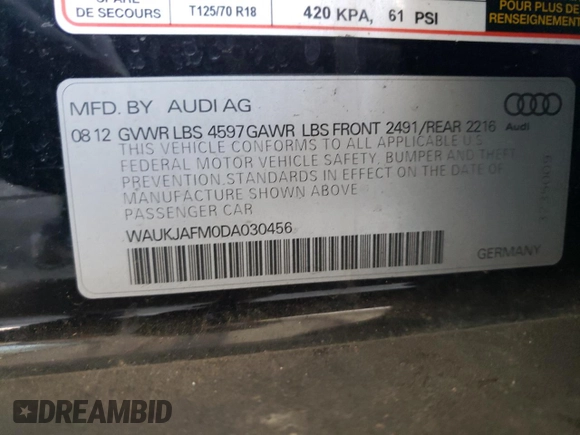 DE SECOURS T125/70 R18 420 KPA, 61 PSI
POUR PLUS DE
RENSEIGNEMEN
MFD. BY AUDI AG
08 12 GVWR LBS 4597 GAWR LBS FRONT 2491/REAR 2216
Audi
THIS VEHICLE CONFORMS TO ALL APPLICABLE U.S.
FEDERAL MOTOR VEHICLE SAFETY, BUMPER AND THEFT
PREVENTION STANDARDS IN EFFECT ON THE DATE OF
MANUFACTURE SHOWN ABOVE
PASSENGER CAR
WAUKJAFM0DA030456
GERMANY
DREAMBID